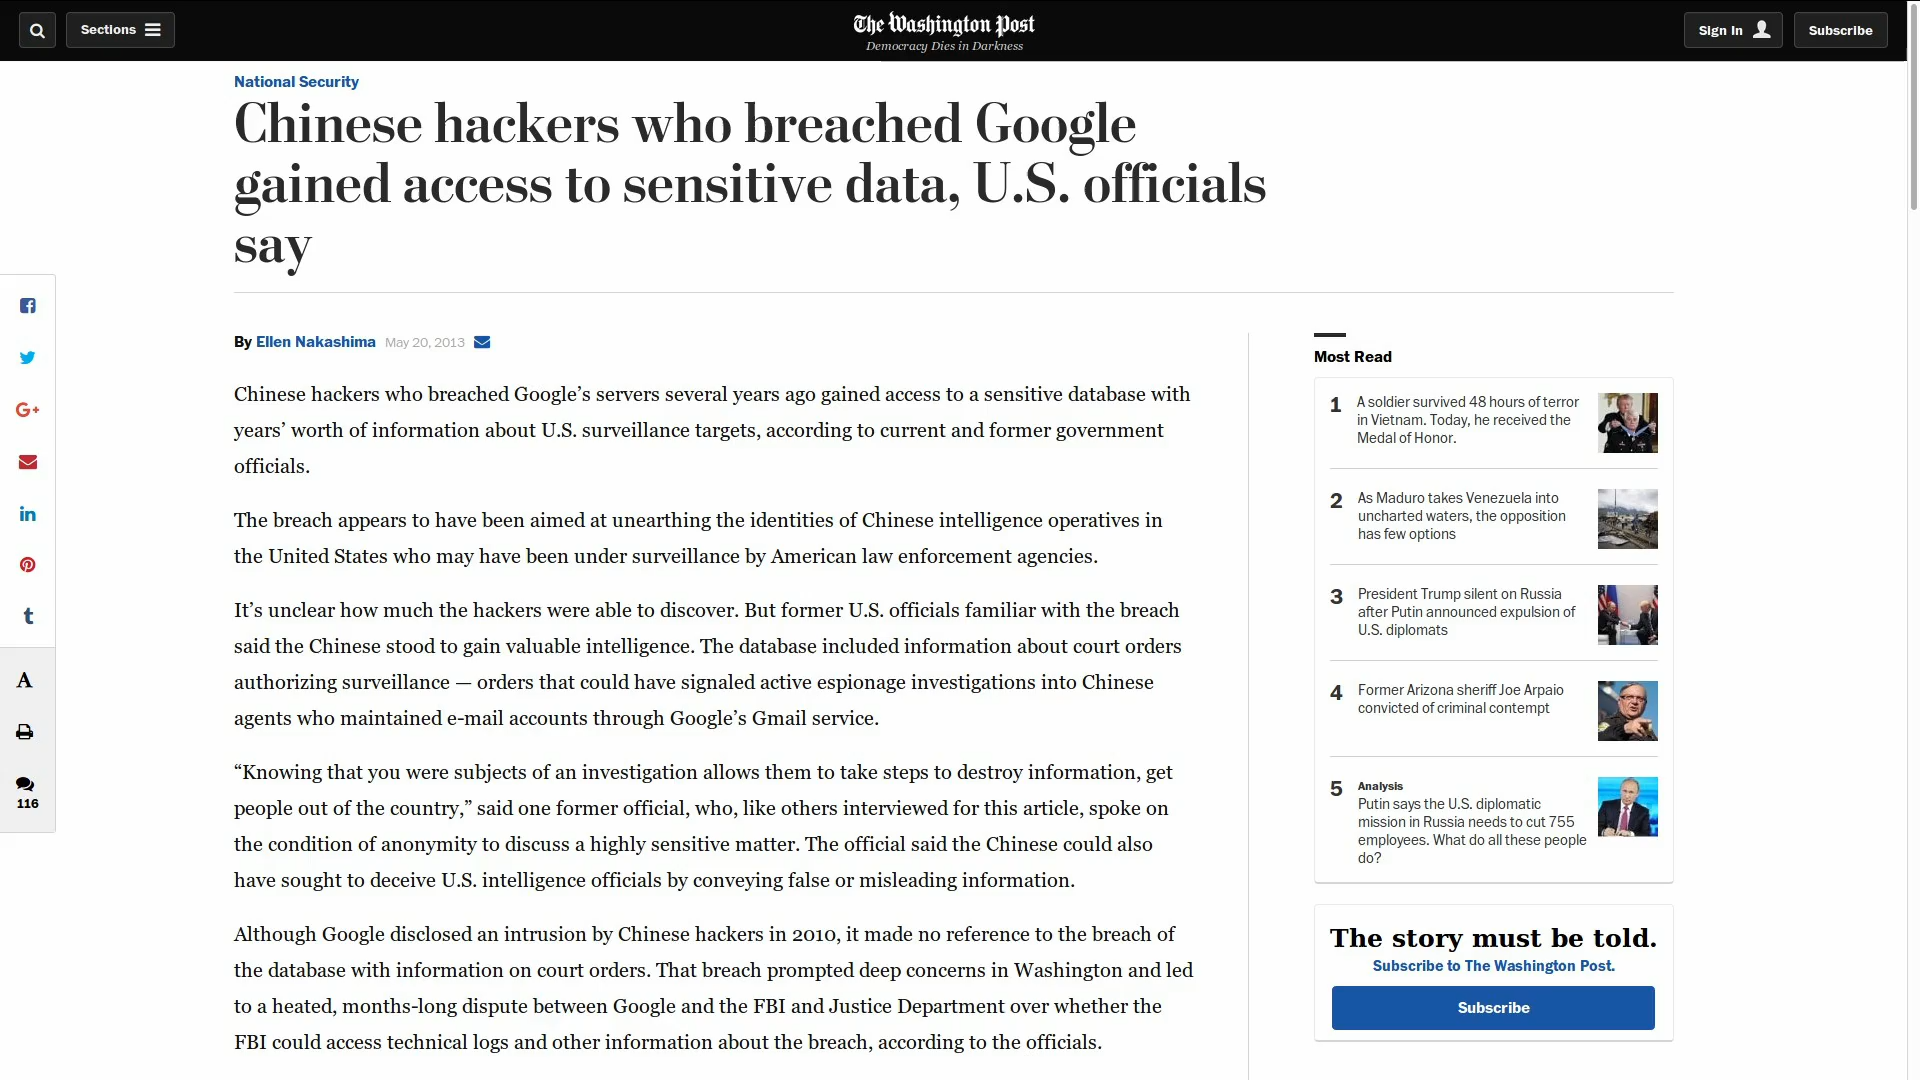 Sections
The Washington Post
Democracy Dies in Darkness
Sign In
Subscribe
National Security
Chinese hackers who breached Google
gained access to sensitive data, U.S. officials
say
By Ellen Nakashima May 20, 2013
Chinese hackers who breached Google’s servers several years ago gained access to a sensitive database with
years’ worth of information about U.S. surveillance targets, according to current and former government
officials.
The breach appears to have been aimed at unearthing the identities of Chinese intelligence operatives in
the United States who may have been under surveillance by American law enforcement agencies.
It’s unclear how much the hackers were able to discover. But former U.S. officials familiar with the breach
said the Chinese stood to gain valuable intelligence. The database included information about court orders
authorizing surveillance — orders that could have signaled active espionage investigations into Chinese
agents who maintained e-mail accounts through Google’s Gmail service.
“Knowing that you were subjects of an investigation allows them to take steps to destroy information, get
people out of the country,” said one former official, who, like others interviewed for this article, spoke on
the condition of anonymity to discuss a highly sensitive matter. The official said the Chinese could also
have sought to deceive U.S. intelligence officials by conveying false or misleading information.
Although Google disclosed an intrusion by Chinese hackers in 2010, it made no reference to the breach of
the database with information on court orders. That breach prompted deep concerns in Washington and led
to a heated, months-long dispute between Google and the FBI and Justice Department over whether the
FBI could access technical logs and other information about the breach, according to the officials.
G+
in
t
A
116
Most Read
1 A soldier survived 48 hours of terror
in Vietnam. Today, he received the
Medal of Honor.
2 As Maduro takes Venezuela into
uncharted waters, the opposition
has few options
3 President Trump silent on Russia
after Putin announced expulsion of
U.S. diplomats
4 Former Arizona sheriff Joe Arpaio
convicted of criminal contempt
5 Analysis
Putin says the U.S. diplomatic
mission in Russia needs to cut 755
employees. What do all these people
do?
The story must be told.
Subscribe to The Washington Post.
Subscribe